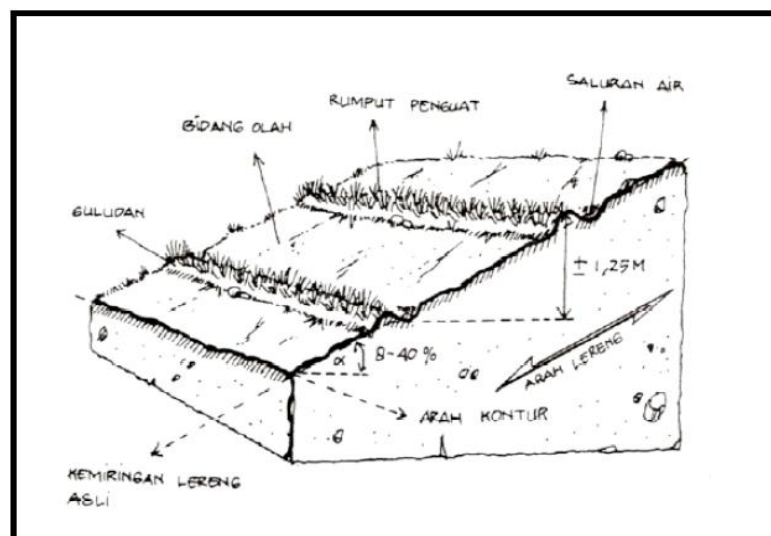 SALURAN AIR
RUMPUT PENGUAT
BIDANG OLAH
GULUDAN
± 1,25M
α 8-40 %
ARAH LERENG
ARAH KONTUR
KEMIRINGAN LERENG
ASLI